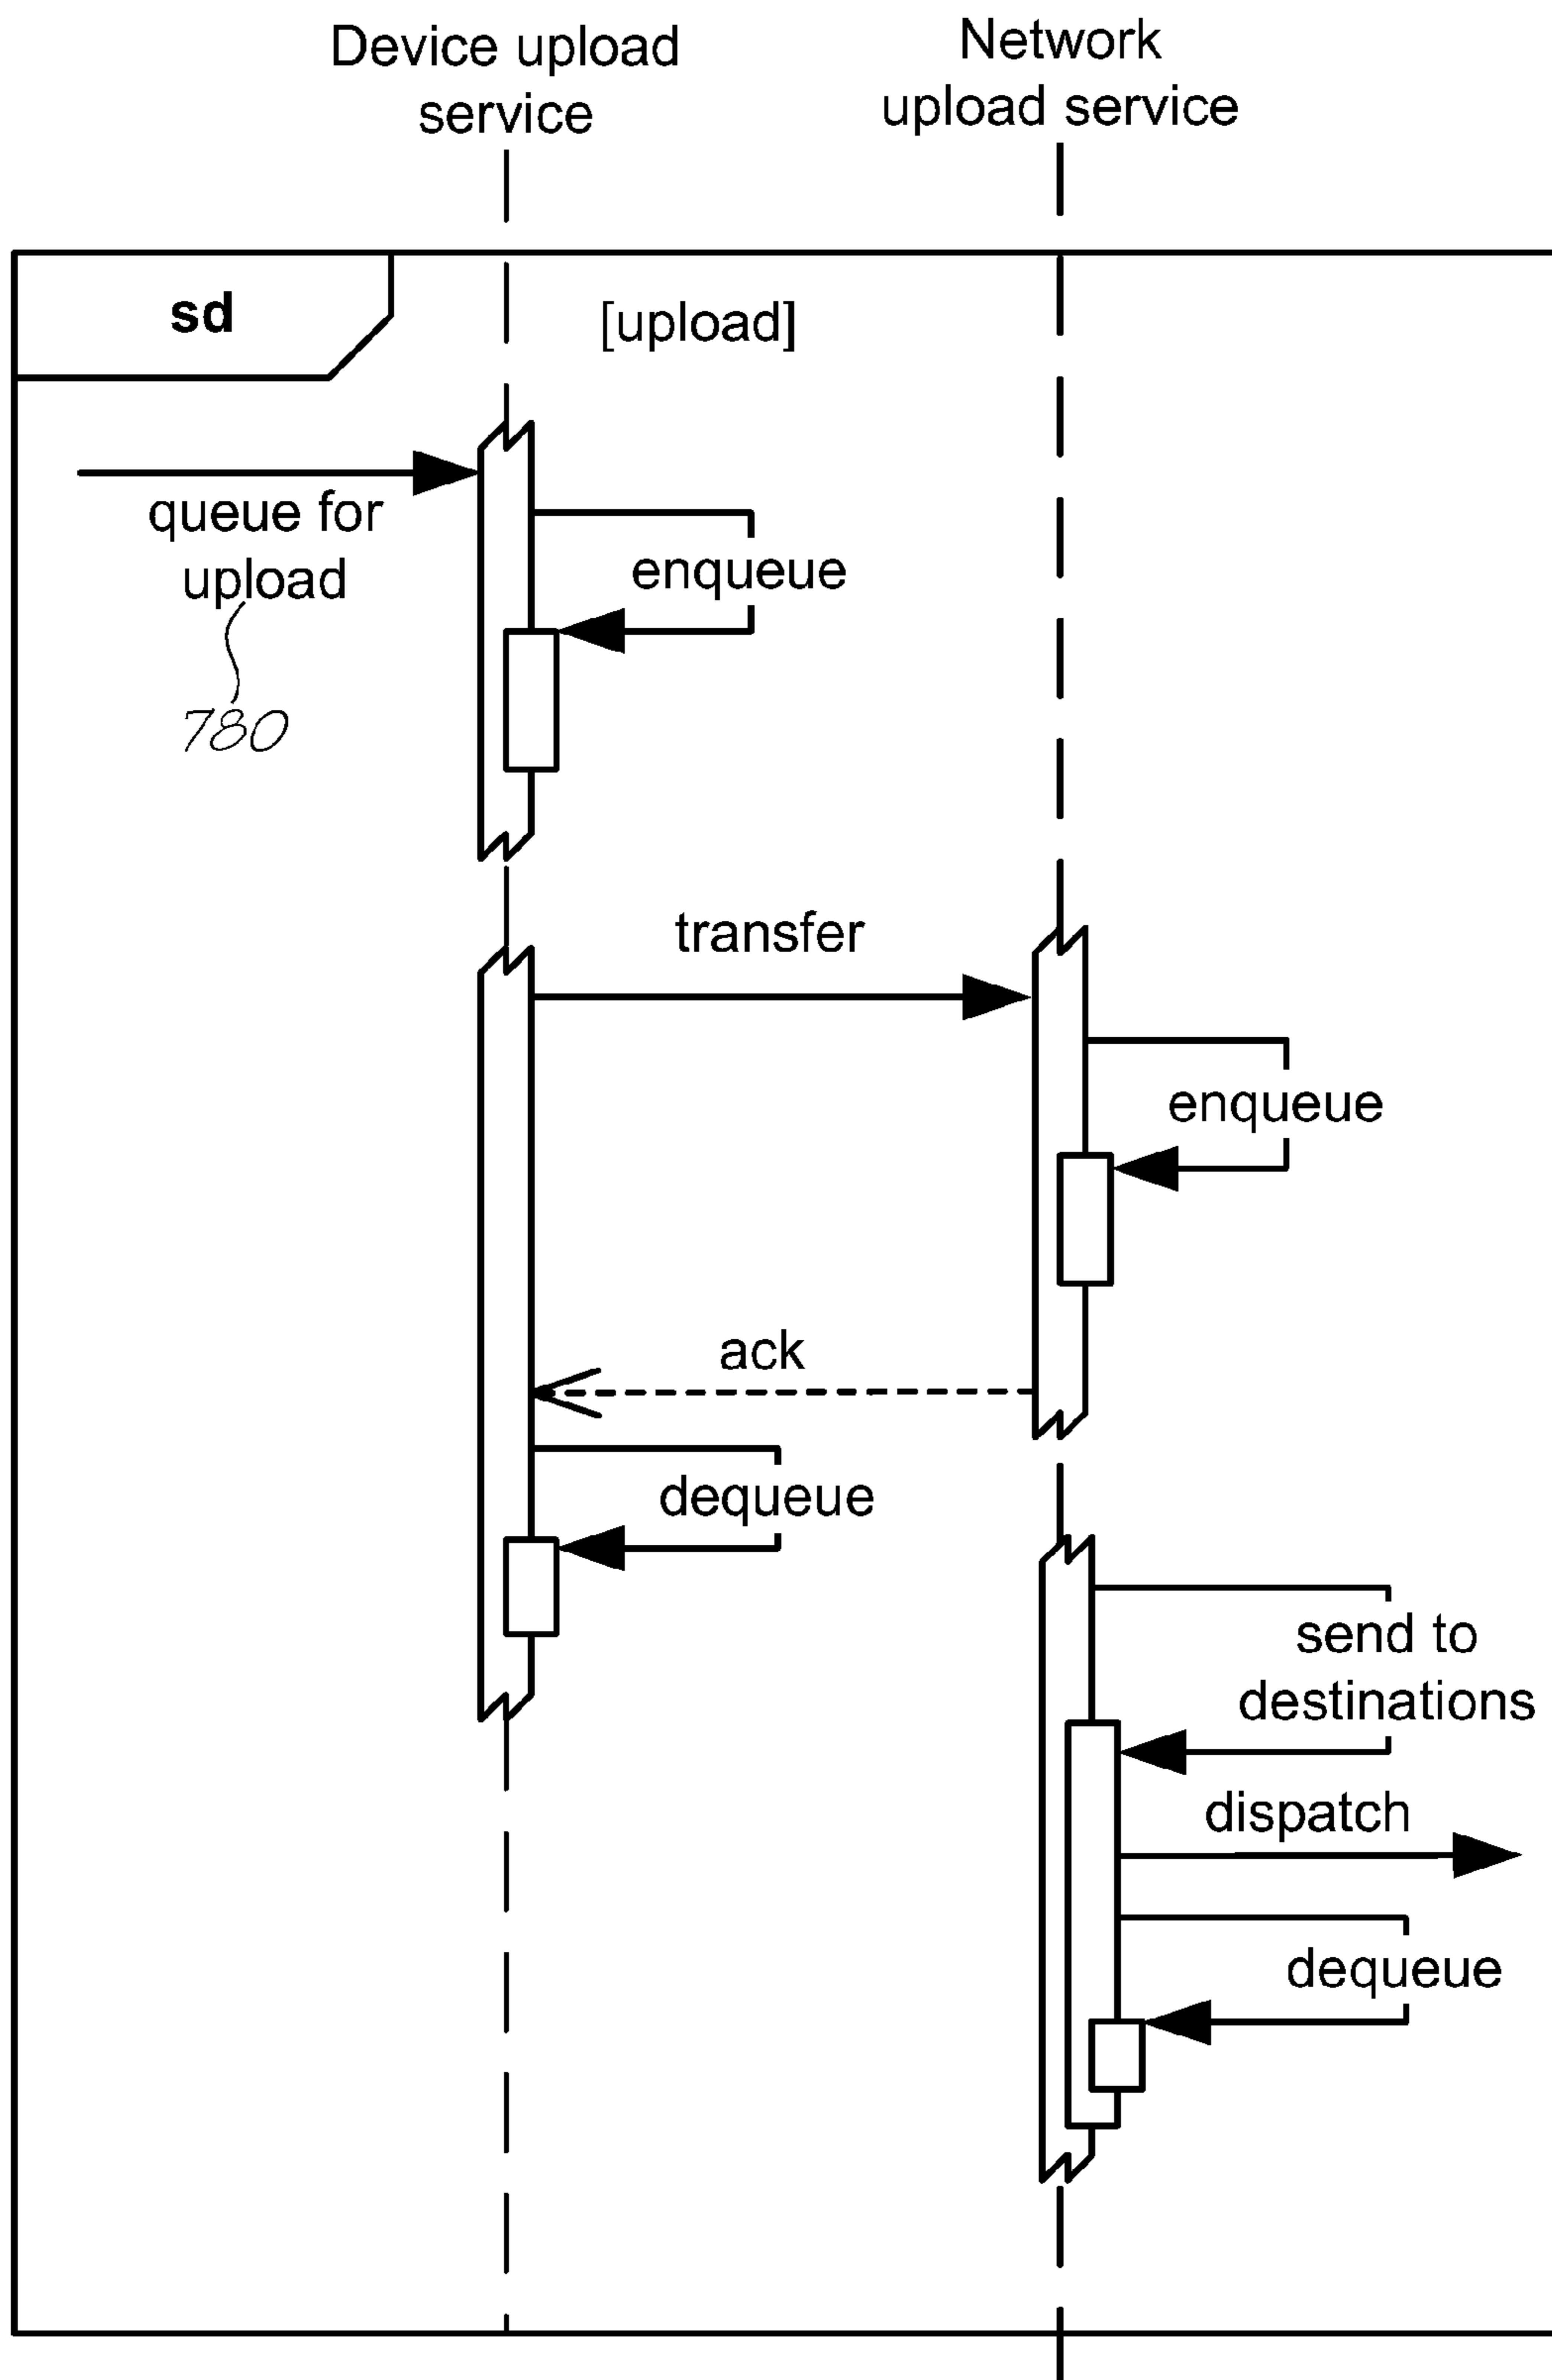 Device upload
service
Network
upload service
sd
[upload]
queue for
upload
780
enqueue
transfer
enqueue
ack
dequeue
send to
destinations
dispatch
dequeue